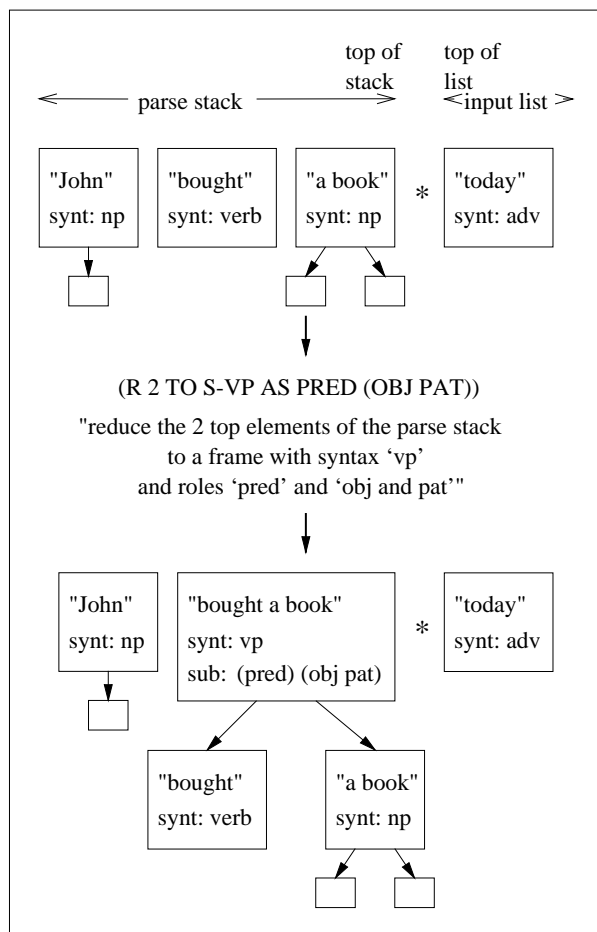 top of top of
stack list
parse stack input list
"John" "bought" "a book" * "today"
synt: np synt: verb synt: np synt: adv
(R 2 TO S-VP AS PRED (OBJ PAT))
"reduce the 2 top elements of the parse stack
to a frame with syntax ‘vp’
and roles ‘pred’ and ‘obj and pat’"
"John" "bought a book" * "today"
synt: np synt: vp synt: adv
sub: (pred) (obj pat)
"bought" "a book"
synt: verb synt: np